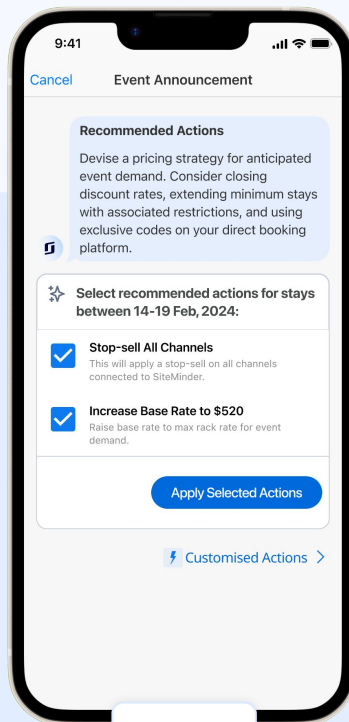 9:41
Cancel
Event Announcement
Recommended Actions
Devise a pricing strategy for anticipated
event demand. Consider closing
discount rates, extending minimum stays
with associated restrictions, and using
exclusive codes on your direct booking
platform.
Select recommended actions for stays
between 14-19 Feb, 2024:
Stop-sell All Channels
This will apply a stop-sell on all channels
connected to SiteMinder.
Increase Base Rate to $520
Raise base rate to max rack rate for event
demand.
Apply Selected Actions
Customised Actions